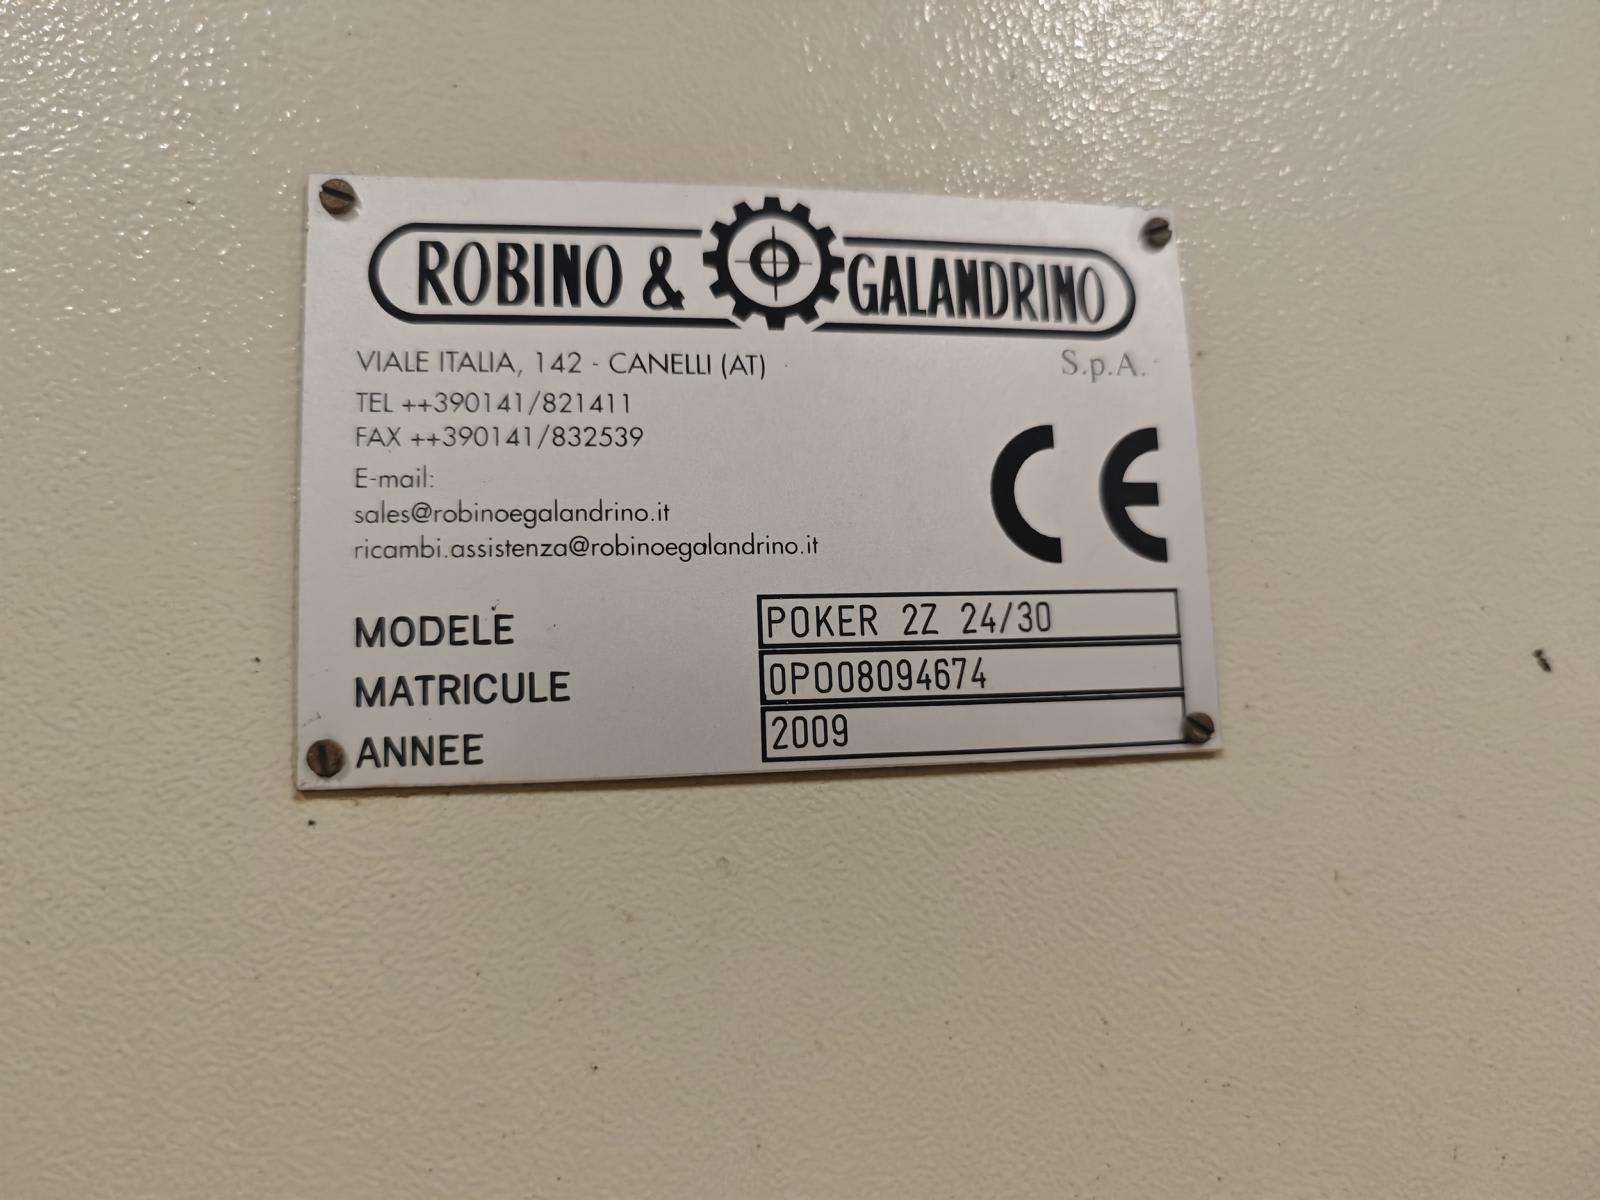 ROBINO & GALANDRINO
S.p.A.
VIALE ITALIA, 142 - CANELLI (AT)
TEL ++390141/821411
FAX ++390141/832539
E-mail:
sales@robinoegalandrino.it
ricambi.assistenza@robinoegalandrino.it
CE
MODELE POKER 2Z 24/30
MATRICULE OPO08094674
ANNEE 2009